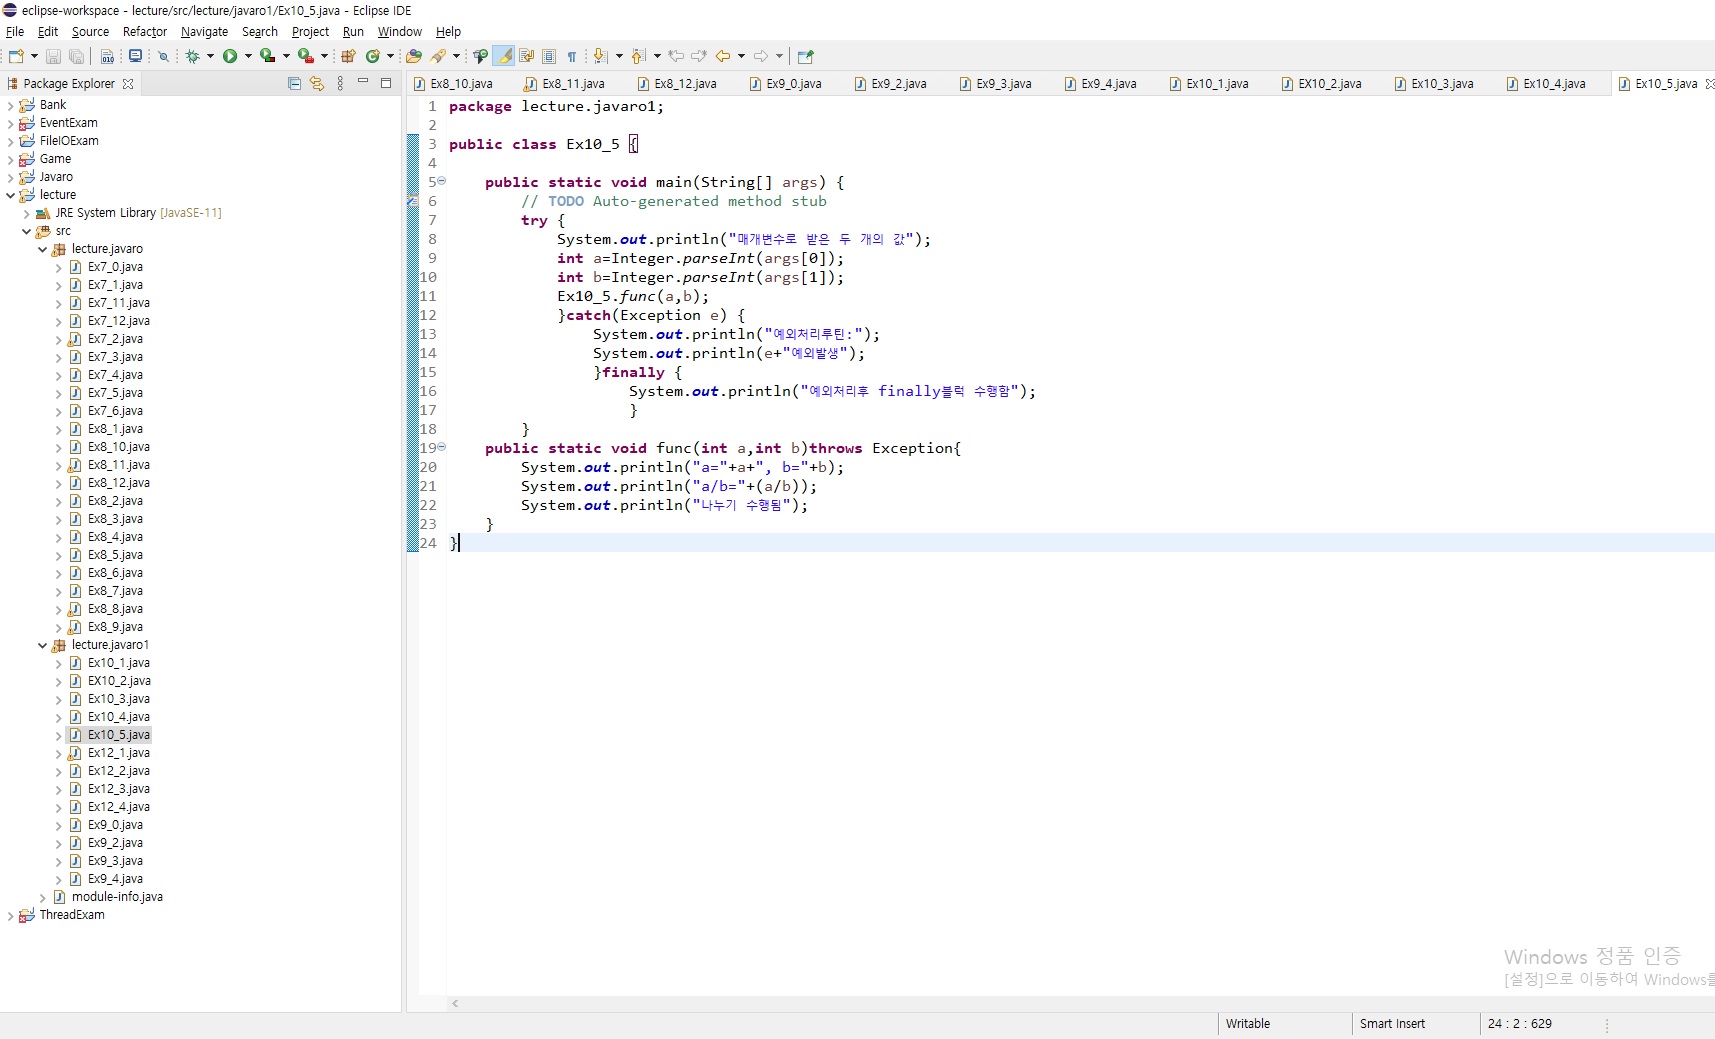 eclipse-workspace - lecture/src/lecture/javaro1/Ex10_5.java - Eclipse IDE
File Edit Source Refactor Navigate Search Project Run Window Help
Package Explorer
Bank
EventExam
FileIOExam
Game
Javaro
lecture
JRE System Library [JavaSE-11]
src
lecture.javaro
Ex7_0.java
Ex7_1.java
Ex7_11.java
Ex7_12.java
Ex7_2.java
Ex7_3.java
Ex7_4.java
Ex7_5.java
Ex7_6.java
Ex8_1.java
Ex8_10.java
Ex8_11.java
Ex8_12.java
Ex8_2.java
Ex8_3.java
Ex8_4.java
Ex8_5.java
Ex8_6.java
Ex8_7.java
Ex8_8.java
Ex8_9.java
lecture.javaro1
Ex10_1.java
EX10_2.java
Ex10_3.java
Ex10_4.java
Ex10_5.java
Ex12_1.java
Ex12_2.java
Ex12_3.java
Ex12_4.java
Ex9_0.java
Ex9_2.java
Ex9_3.java
Ex9_4.java
module-info.java
ThreadExam
Ex8_10.java Ex8_11.java Ex8_12.java Ex9_0.java Ex9_2.java Ex9_3.java Ex9_4.java Ex10_1.java EX10_2.java Ex10_3.java Ex10_4.java Ex10_5.java
1 package lecture.javaro1;
2
3 public class Ex10_5 {
4
5 public static void main(String[] args) {
6 // TODO Auto-generated method stub
7 try {
8 System.out.println("매개변수로 받은 두 개의 값");
9 int a=Integer.parseInt(args[0]);
10 int b=Integer.parseInt(args[1]);
11 Ex10_5.func(a,b);
12 }catch(Exception e) {
13 System.out.println("예외처리루틴:");
14 System.out.println(e+"예외발생");
15 }finally {
16 System.out.println("예외처리후 finally블럭 수행함");
17 }
18 }
19 public static void func(int a,int b)throws Exception{
20 System.out.println("a="+a+", b="+b);
21 System.out.println("a/b="+(a/b));
22 System.out.println("나누기 수행됨");
23 }
24 }
Windows 정품 인증
[설정]으로 이동하여 Windows를
Writable Smart Insert 24 : 2 : 629